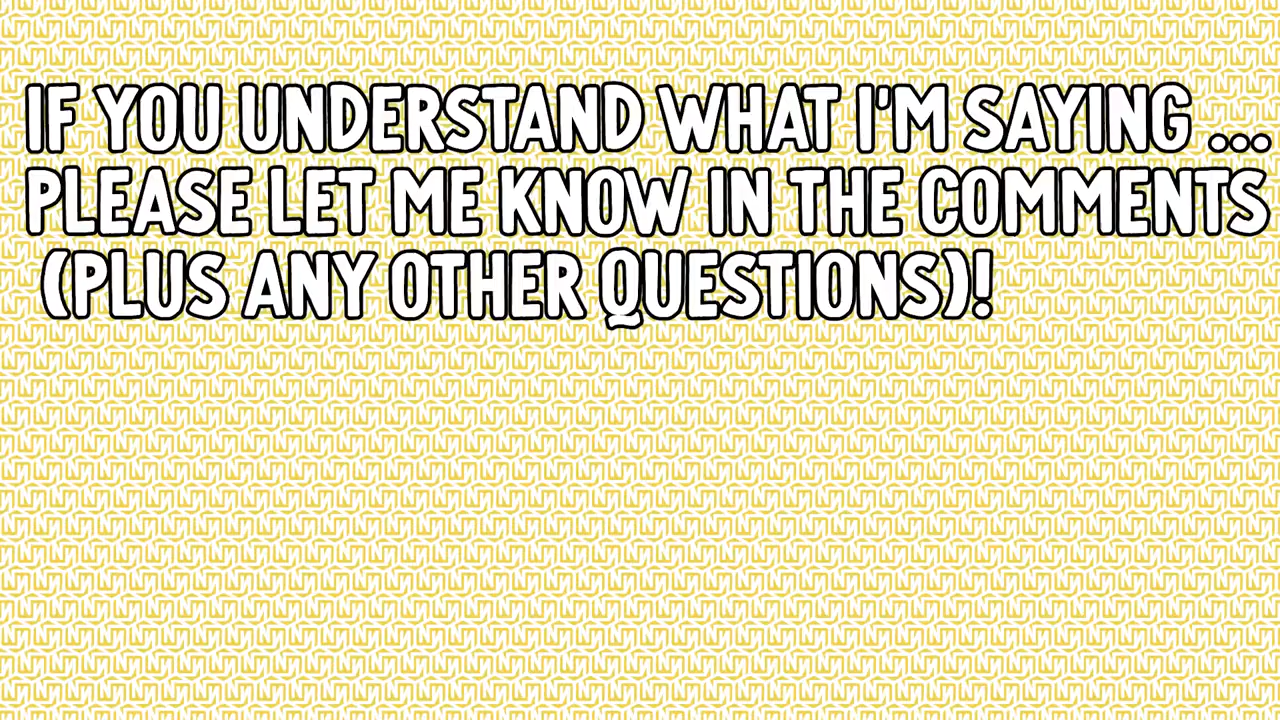 IF YOU UNDERSTAND WHAT I'M SAYING ...
PLEASE LET ME KNOW IN THE COMMENTS
(PLUS ANY OTHER QUESTIONS)!